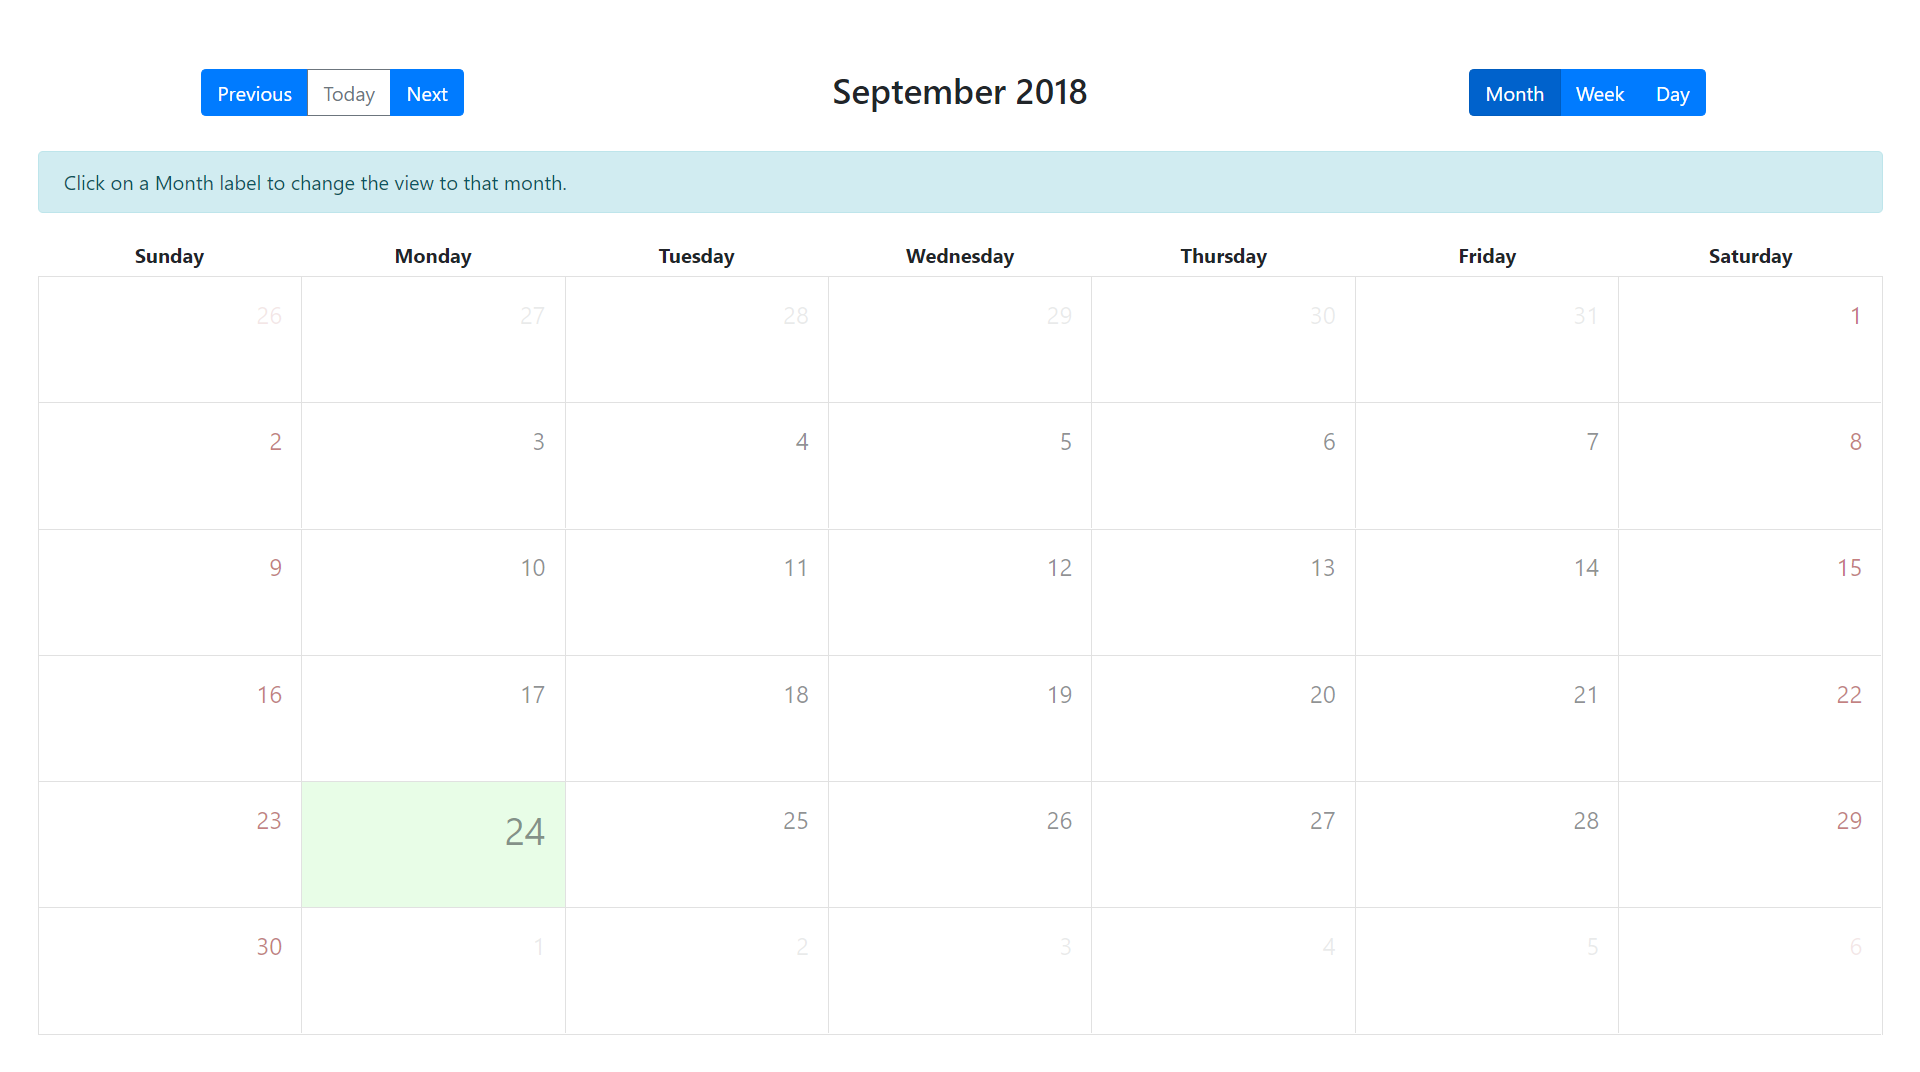 Previous Today Next September 2018 Month Week Day
Click on a Month label to change the view to that month.
Sunday Monday Tuesday Wednesday Thursday Friday Saturday
26 27 28 29 30 31 1
2 3 4 5 6 7 8
9 10 11 12 13 14 15
16 17 18 19 20 21 22
23 24 25 26 27 28 29
30 1 2 3 4 5 6